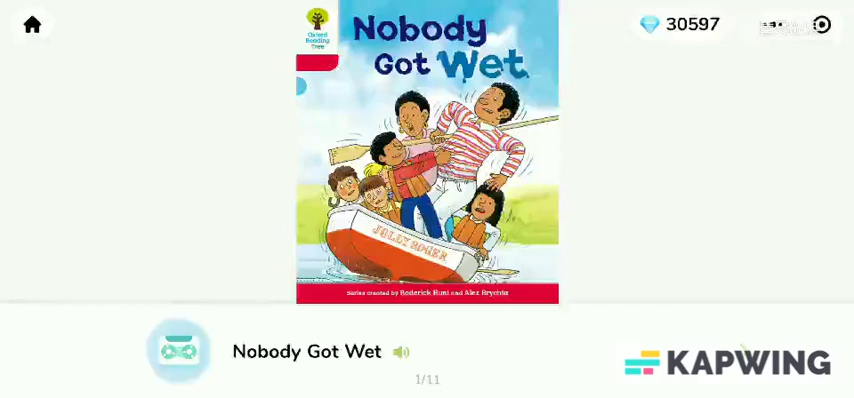 Nobody
Got Wet
Oxford
Reading
Tree
30597
JOLLY ROGER
Series created by Roderick Hunt and Alex Brychta
Nobody Got Wet
1/11
KAPWING